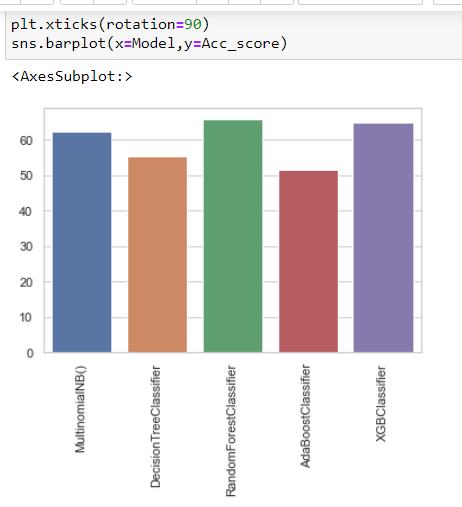 plt.xticks(rotation=90)
sns.barplot(x=Model,y=Acc_score)
<AxesSubplot:>
60
50
40
30
20
10
0
MultinomialNB()
DecisionTreeClassifier
RandomForestClassifier
AdaBoostClassifier
XGBClassifier